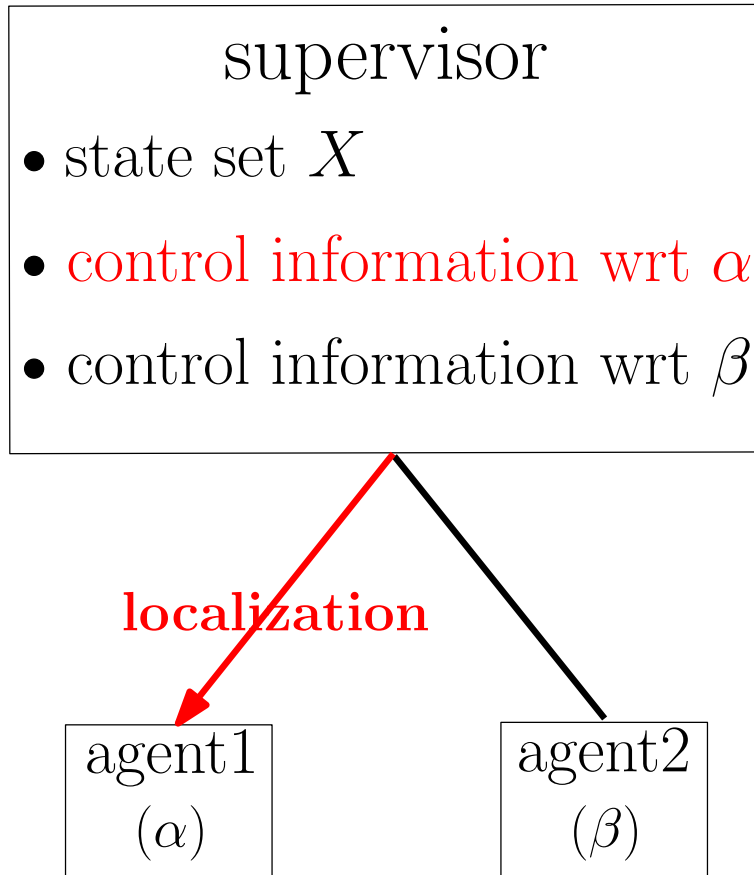 supervisor
• state set X
• control information wrt α
• control information wrt β
localization
agent1 agent2
(α) (β)